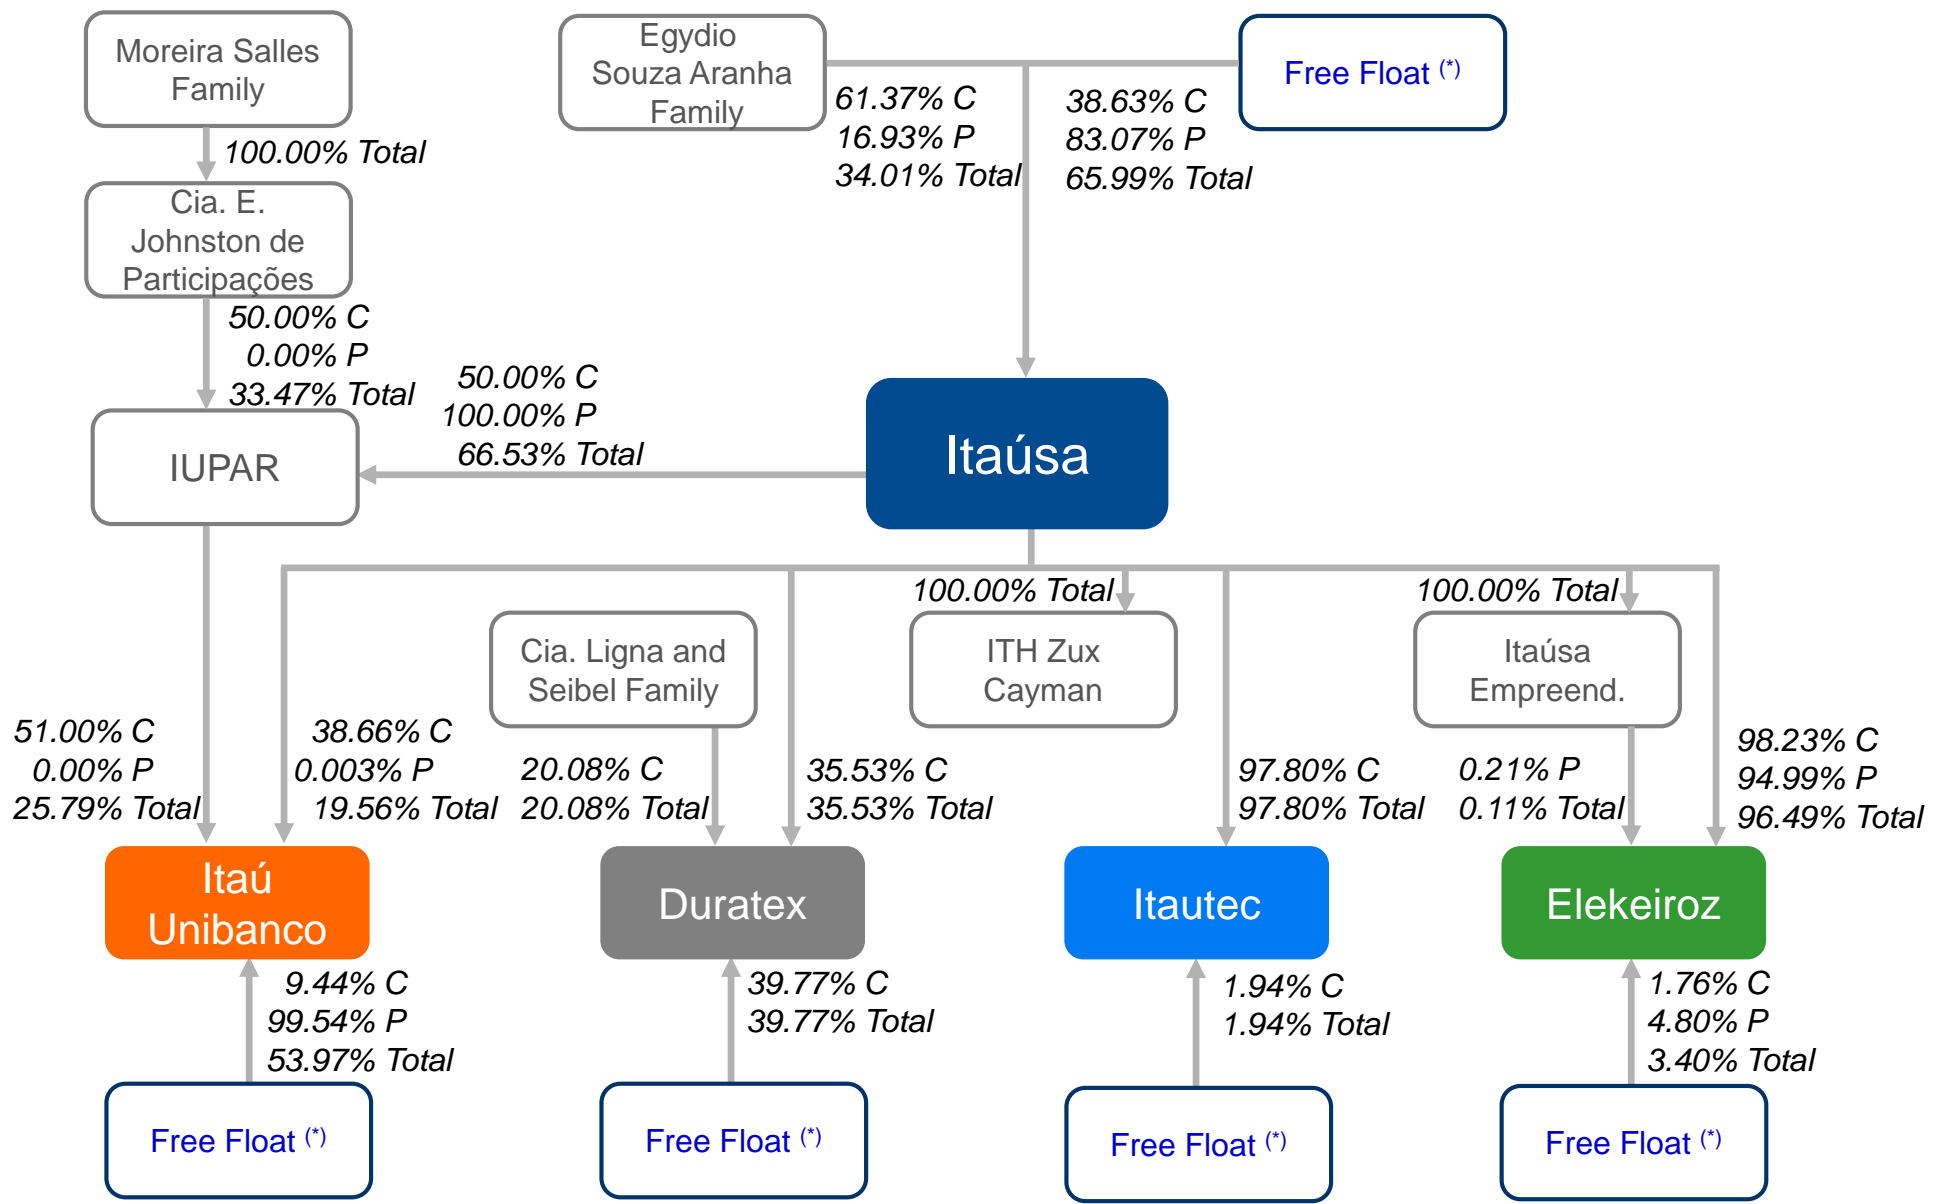 Moreira Salles
Family
Egydio
Souza Aranha
Family
Free Float (*)
61.37% C
16.93% P
34.01% Total
38.63% C
83.07% P
65.99% Total
100.00% Total
Cia. E.
Johnston de
Participações
50.00% C
0.00% P
33.47% Total
50.00% C
100.00% P
66.53% Total
IUPAR
Itaúsa
100.00% Total
100.00% Total
Cia. Ligna and
Seibel Family
ITH Zux
Cayman
Itaúsa
Empreend.
51.00% C
0.00% P
25.79% Total
38.66% C
0.003% P
19.56% Total
20.08% C
20.08% Total
35.53% C
35.53% Total
97.80% C
97.80% Total
0.21% P
0.11% Total
98.23% C
94.99% P
96.49% Total
Itaú
Unibanco
Duratex
Itautec
Elekeiroz
9.44% C
99.54% P
53.97% Total
39.77% C
39.77% Total
1.94% C
1.94% Total
1.76% C
4.80% P
3.40% Total
Free Float (*)
Free Float (*)
Free Float (*)
Free Float (*)